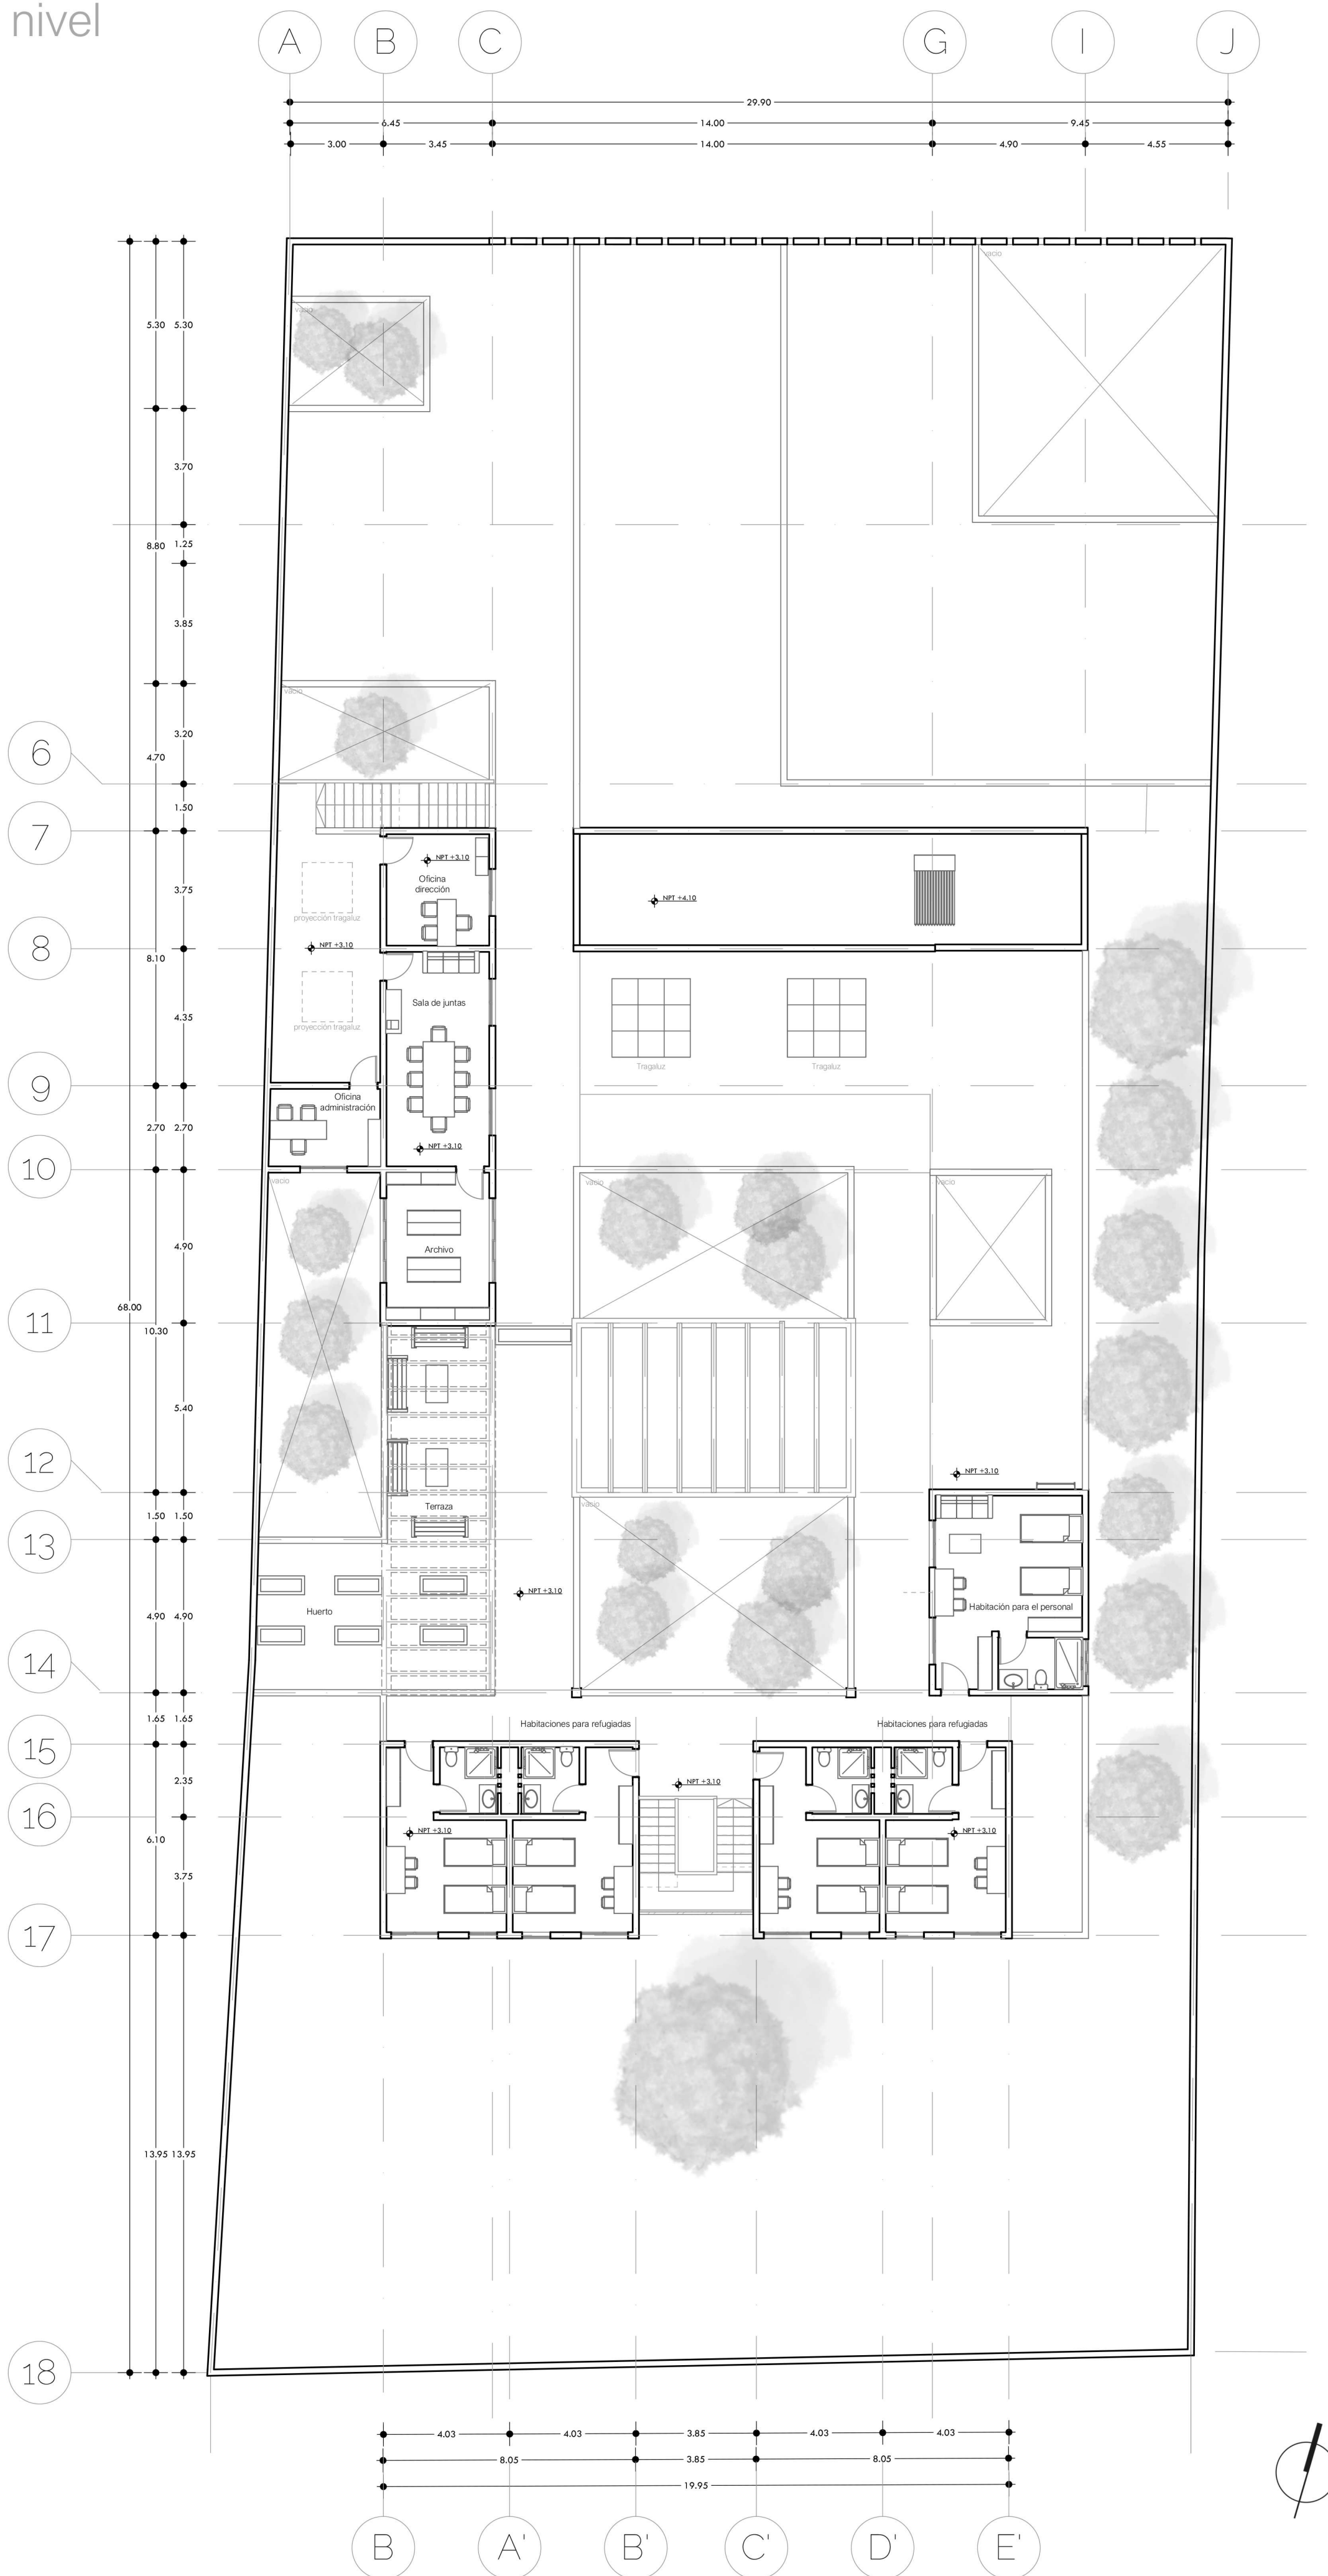 nivel
A B C G I J
29.90
6.45 14.00 9.45
3.00 3.45 14.00 4.90 4.55
vacio
vacio
5.30 5.30
3.70
8.80 1.25
3.85
vacio
3.20
6
4.70
1.50
7
NPT +3.10
Oficina
dirección
3.75
NPT +4.10
proyección tragaluz
8
NPT +3.10
8.10
Sala de juntas
4.35
proyección tragaluz
Tragaluz Tragaluz
9
Oficina
administración
2.70 2.70
NPT +3.10
10
vacio vacio vacio
4.90
Archivo
68.00
11
10.30
5.40
12
NPT +3.10
Terraza
vacio
1.50 1.50
13
NPT +3.10
Habitación para el personal
Huerto
4.90 4.90
14
1.65 1.65
Habitaciones para refugiadas Habitaciones para refugiadas
15
2.35
NPT +3.10
16
NPT +3.10 NPT +3.10
6.10
3.75
17
13.95 13.95
18
4.03 4.03 3.85 4.03 4.03
8.05 3.85 8.05
19.95
B A' B' C' D' E'